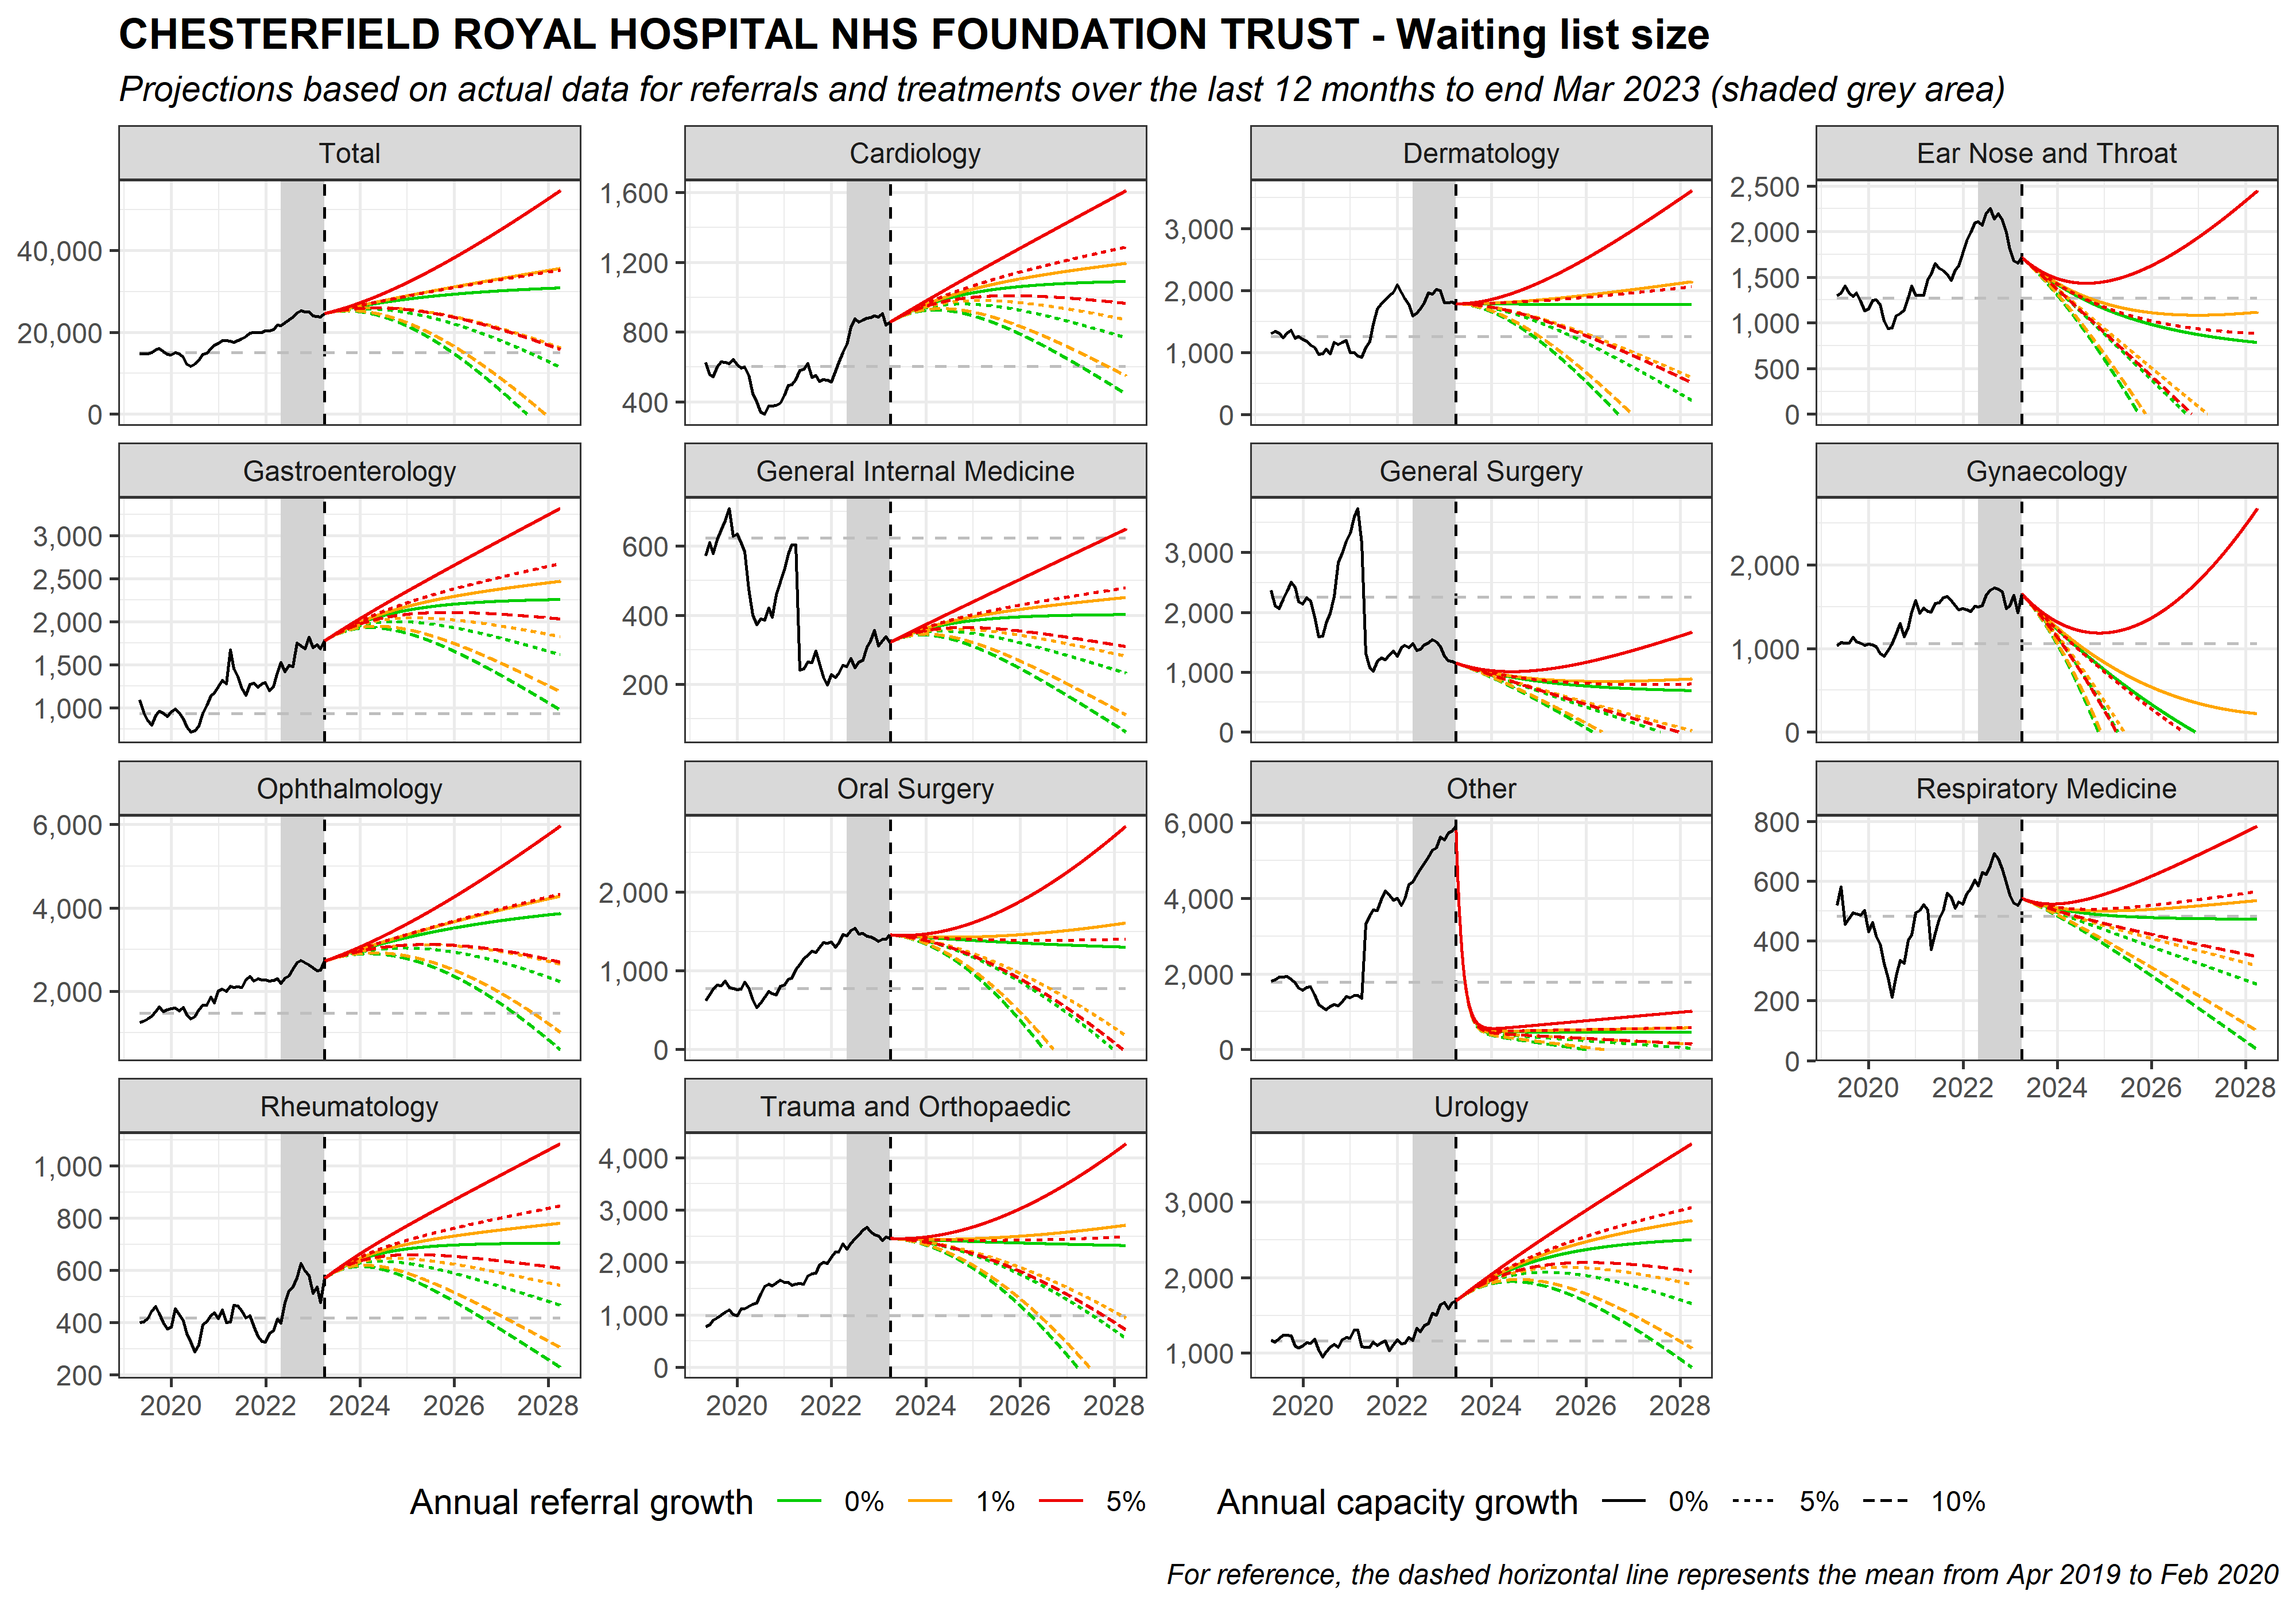 CHESTERFIELD ROYAL HOSPITAL NHS FOUNDATION TRUST - Waiting list size
Projections based on actual data for referrals and treatments over the last 12 months to end Mar 2023 (shaded grey area)
Total
40,000
20,000
0
Cardiology
1,600
1,200
800
400
Dermatology
3,000
2,000
1,000
0
Ear Nose and Throat
2,500
2,000
1,500
1,000
500
0
Gastroenterology
3,000
2,500
2,000
1,500
1,000
General Internal Medicine
600
400
200
General Surgery
3,000
2,000
1,000
0
Gynaecology
2,000
1,000
0
Ophthalmology
6,000
4,000
2,000
Oral Surgery
2,000
1,000
0
Other
6,000
4,000
2,000
0
Respiratory Medicine
800
600
400
200
0
2020 2022 2024 2026 2028
Rheumatology
1,000
800
600
400
200
2020 2022 2024 2026 2028
Trauma and Orthopaedic
4,000
3,000
2,000
1,000
0
2020 2022 2024 2026 2028
Urology
3,000
2,000
1,000
2020 2022 2024 2026 2028
Annual referral growth 0% 1% 5% Annual capacity growth 0% 5% 10%
For reference, the dashed horizontal line represents the mean from Apr 2019 to Feb 2020